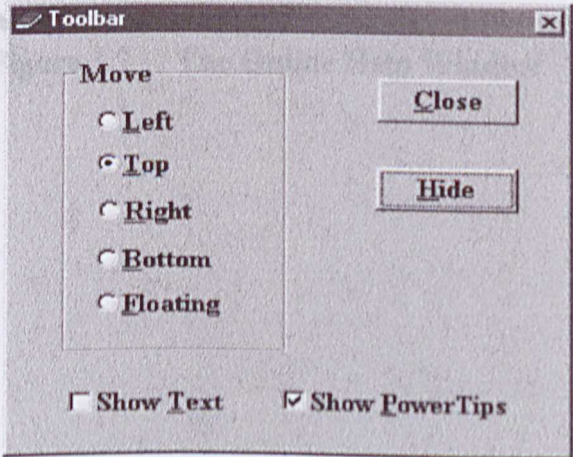 Toolbar
Move
Left
Top
Right
Bottom
Floating
Close
Hide
Show Text
Show PowerTips